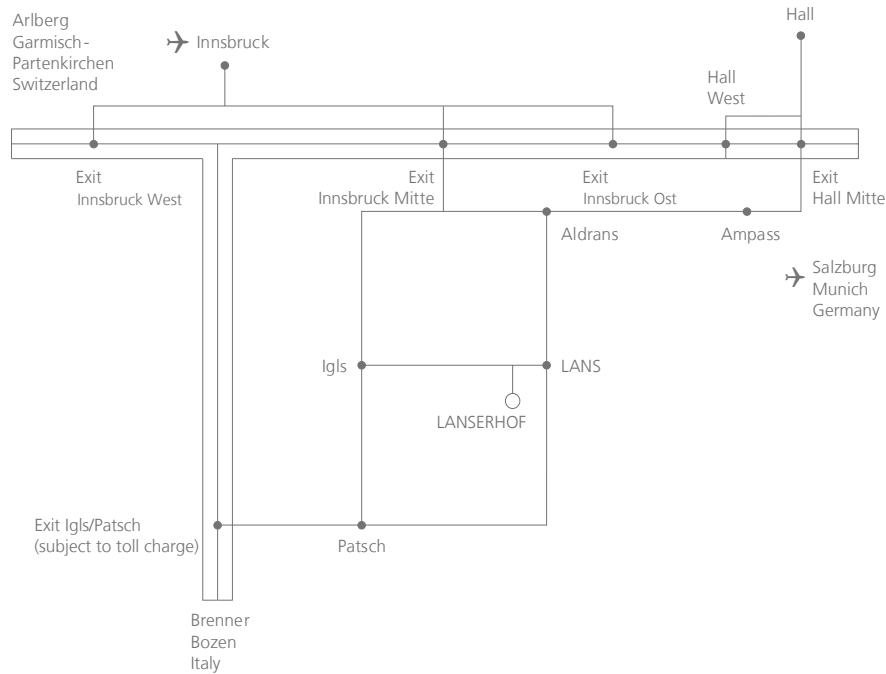 Arlberg
Garmisch-
Partenkirchen
Switzerland
Innsbruck
Hall
Hall
West
Exit
Innsbruck West
Exit
Innsbruck Mitte
Exit
Innsbruck Ost
Exit
Hall Mitte
Aldrans
Ampass
Salzburg
Munich
Germany
Igls
LANS
LANSERHOF
Exit Igls/Patsch
(subject to toll charge)
Patsch
Brenner
Bozen
Italy